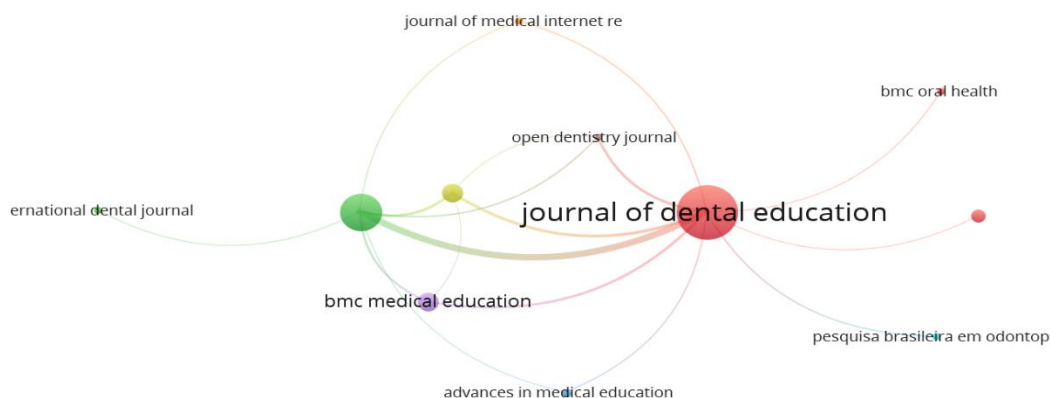 journal of medical internet re
bmc oral health
open dentistry journal
ernational dental journal
journal of dental education
bmc medical education
pesquisa brasileira em odontop
advances in medical education